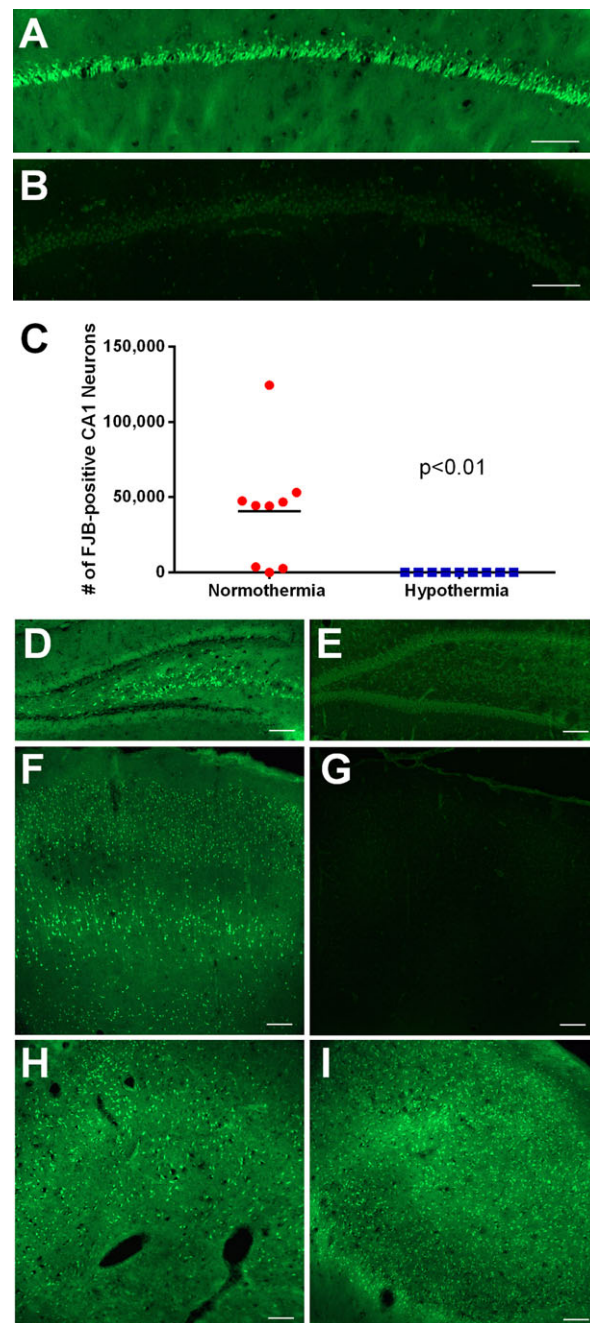 A
B
C
150,000
100,000
50,000
0
# of FJB-positive CA1 Neurons
p<0.01
Normothermia
Hypothermia
D
E
F
G
H
I